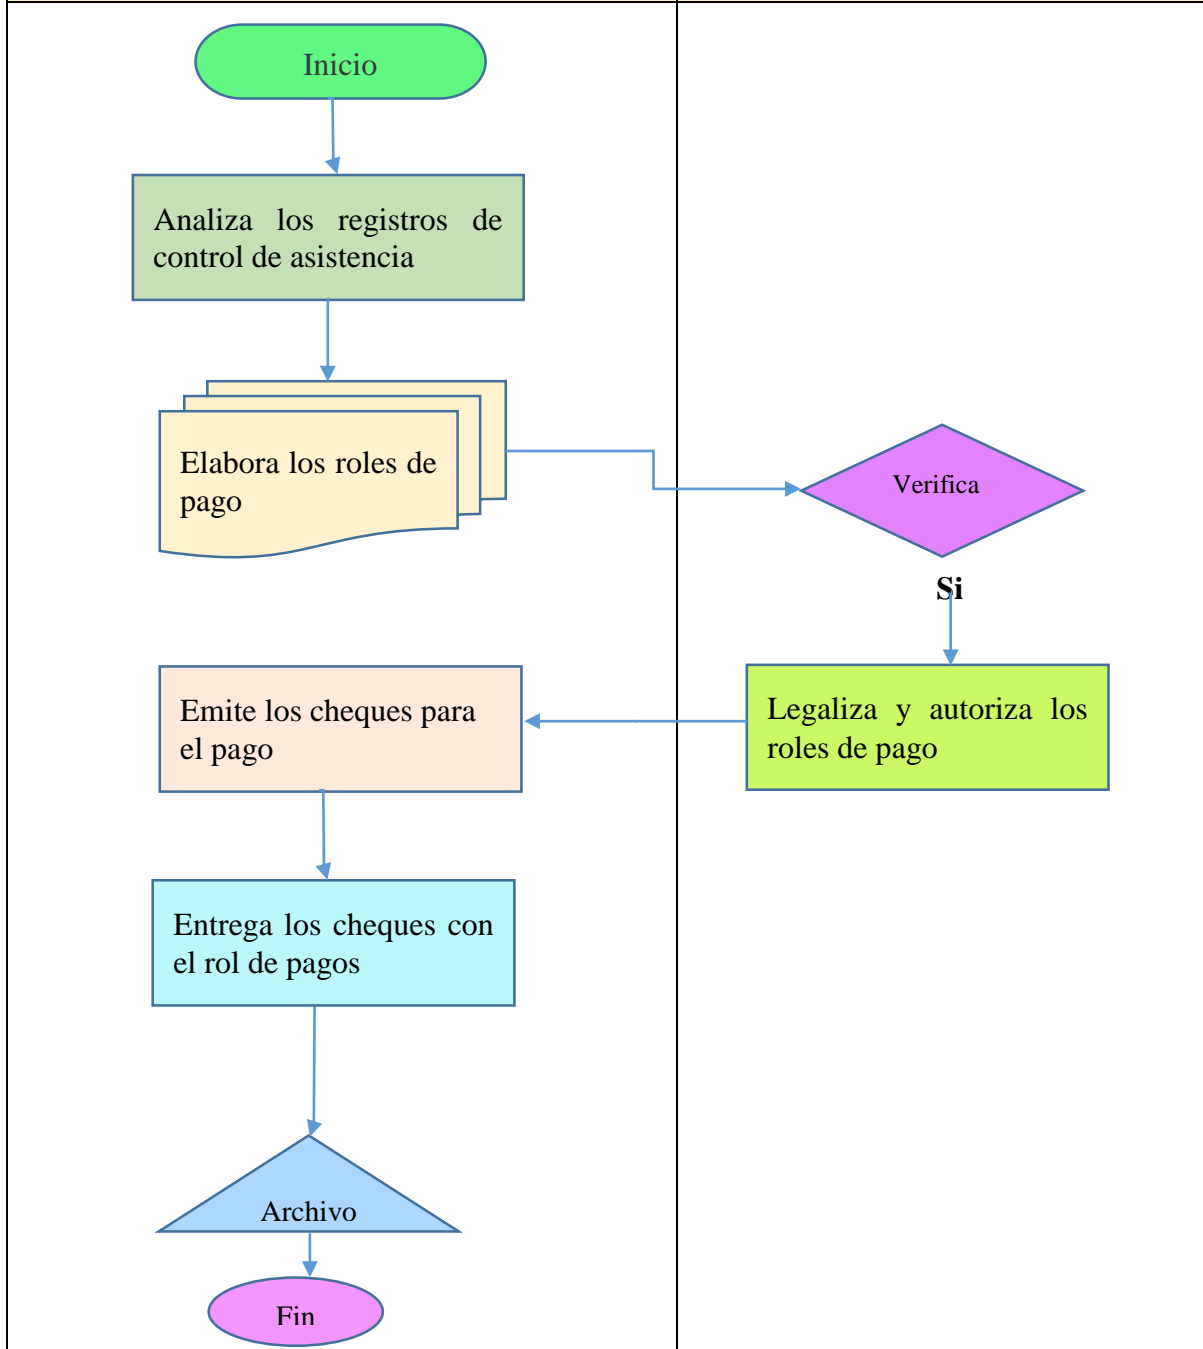 Inicio
Analiza los registros de
control de asistencia
Elabora los roles de
pago
Verifica
Si
Legaliza y autoriza los
roles de pago
Emite los cheques para
el pago
Entrega los cheques con
el rol de pagos
Archivo
Fin